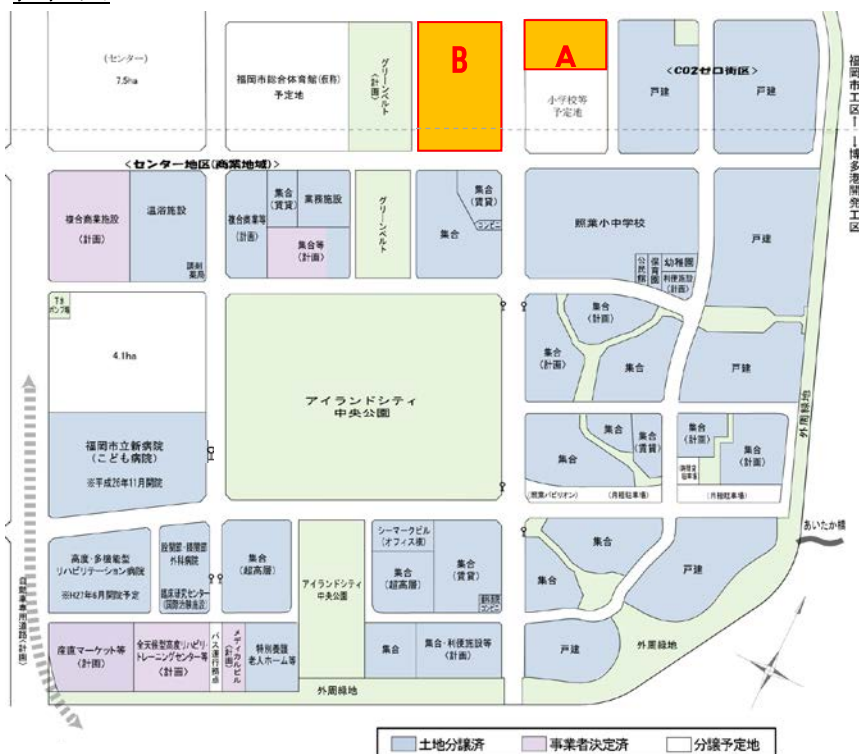 (センター)
7.5ha
福岡市総合体育館(仮称)
予定地
グリーンベルト
(計画)
B
A
小学校等
予定地
<CO2ゼロ街区>
戸建
戸建
福岡市工区← →博多港開発工区
<センター地区(商業地域)>
複合商業施設
(計画)
温浴施設
調剤
薬局
複合商業等
(計画)
集合
(賃貸)
業務施設
集合等
(計画)
グリーンベルト
集合
(賃貸)
コンビニ
集合
照葉小中学校
公民館
保育園
幼稚園
利便施設
(計画)
戸建
下水
ポンプ場
4.1ha
アイランドシティ
中央公園
集合
(計画)
集合
(計画)
集合
戸建
福岡市立新病院
(こども病院)
※平成26年11月開院
集合
集合
集合
(賃貸)
集合
(計画)
集合
(計画)
(照葉パビリオン)
(月極駐車場)
(月極駐車場)
外周緑地
あいたか橋
高度・多機能型
リハビリテーション病院
※H27年6月開院予定
股関節・膝関節
外科病院
臨床研究センター
(国際治験施設)
集合
(超高層)
アイランドシティ
中央公園
シーマークビル
(オフィス棟)
集合
(超高層)
集合
(賃貸)
コンビニ
集合
集合
戸建
自動車専用道路(計画)
産直マーケット等
(計画)
全天候型高度リハビリ・
トレーニングセンター等
(計画)
バス運行拠点
メディカルビル
(計画)
特別養護
老人ホーム等
集合
集合・利便施設等
(計画)
戸建
外周緑地
外周緑地
土地分譲済
事業者決定済
分譲予定地